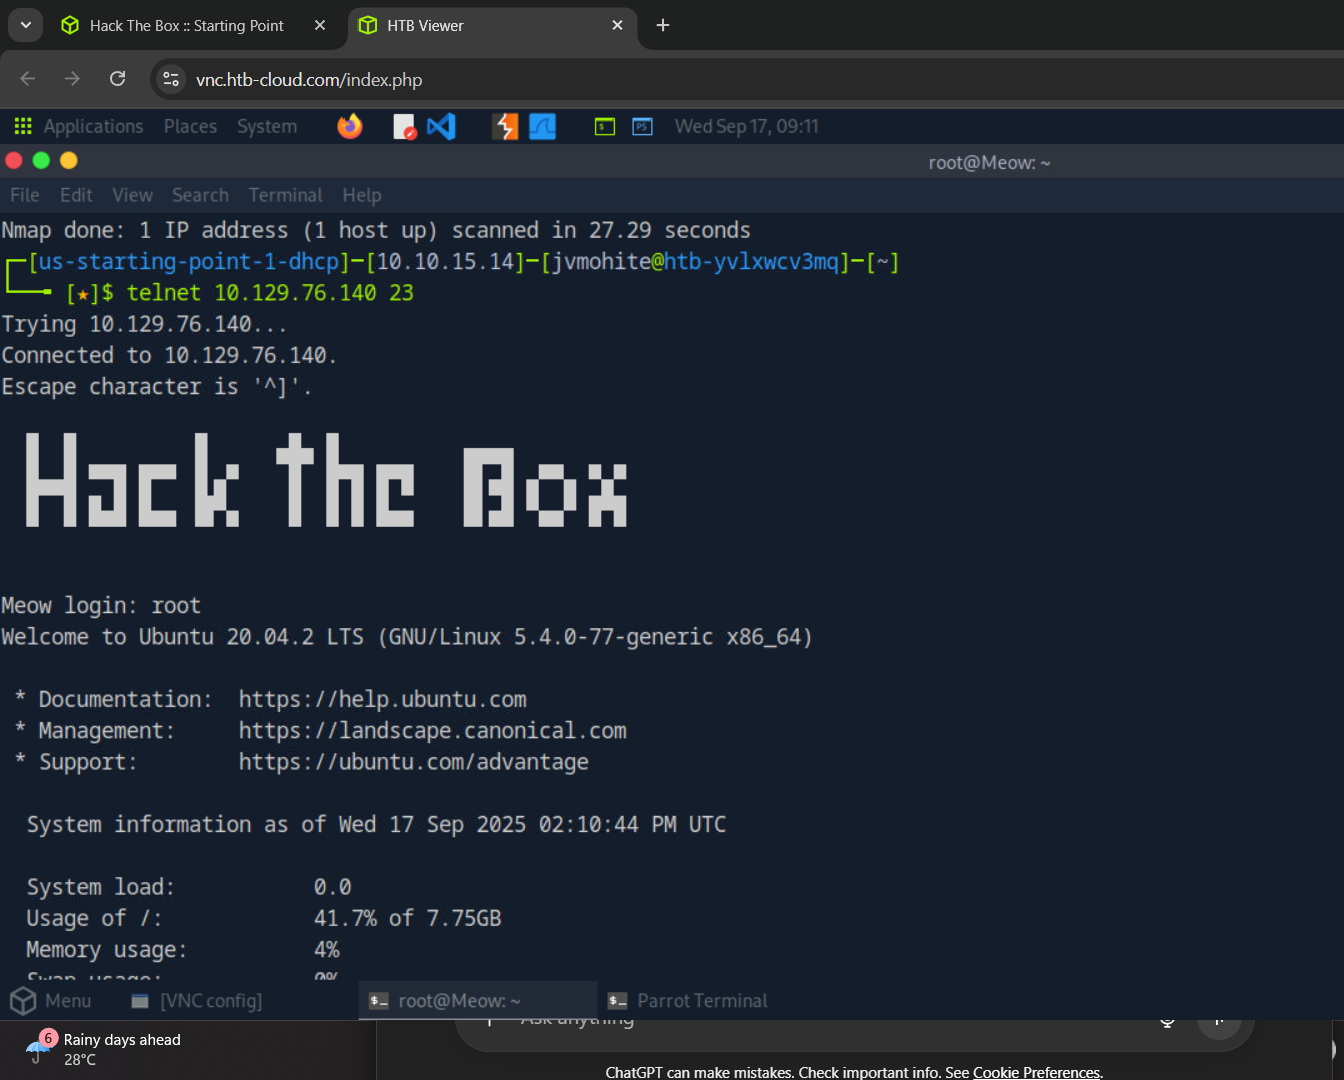 Hack The Box :: Starting Point
HTB Viewer
vnc.htb-cloud.com/index.php
Applications Places System Wed Sep 17, 09:11
root@Meow: ~
File Edit View Search Terminal Help
Nmap done: 1 IP address (1 host up) scanned in 27.29 seconds
┌─[us-starting-point-1-dhcp]─[10.10.15.14]─[jvmohite@htb-yvlxwcv3mq]─[~]
└──╼ [★]$ telnet 10.129.76.140 23
Trying 10.129.76.140...
Connected to 10.129.76.140.
Escape character is '^]'.
Hack The Box
Meow login: root
Welcome to Ubuntu 20.04.2 LTS (GNU/Linux 5.4.0-77-generic x86_64)
* Documentation: https://help.ubuntu.com
* Management: https://landscape.canonical.com
* Support: https://ubuntu.com/advantage
System information as of Wed 17 Sep 2025 02:10:44 PM UTC
System load: 0.0
Usage of /: 41.7% of 7.75GB
Memory usage: 4%
Swap usage: 0%
Menu [VNC config] root@Meow: ~ Parrot Terminal
Ask anything
6 Rainy days ahead
28°C
ChatGPT can make mistakes. Check important info. See Cookie Preferences.